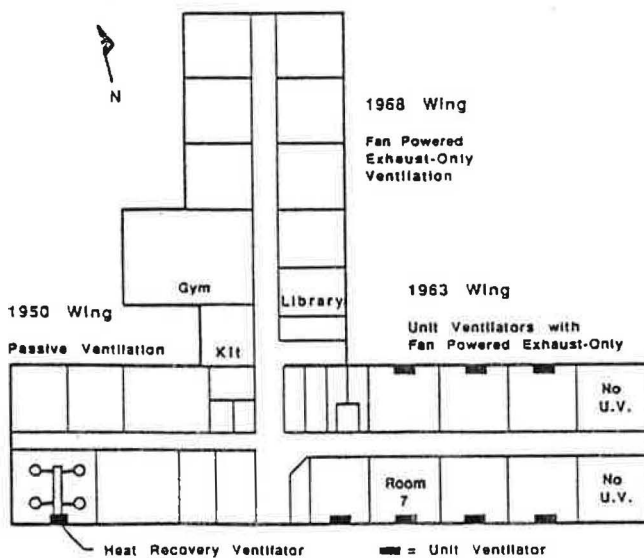 N
1968 Wing
Fan Powered
Exhaust-Only
Ventilation
Gym
Library
1963 Wing
1950 Wing
Unit Ventilators with
Fan Powered Exhaust-Only
Passive Ventilation
Kit
No
U.V.
Room
7
No
U.V.
Heat Recovery Ventilator
= Unit Ventilator